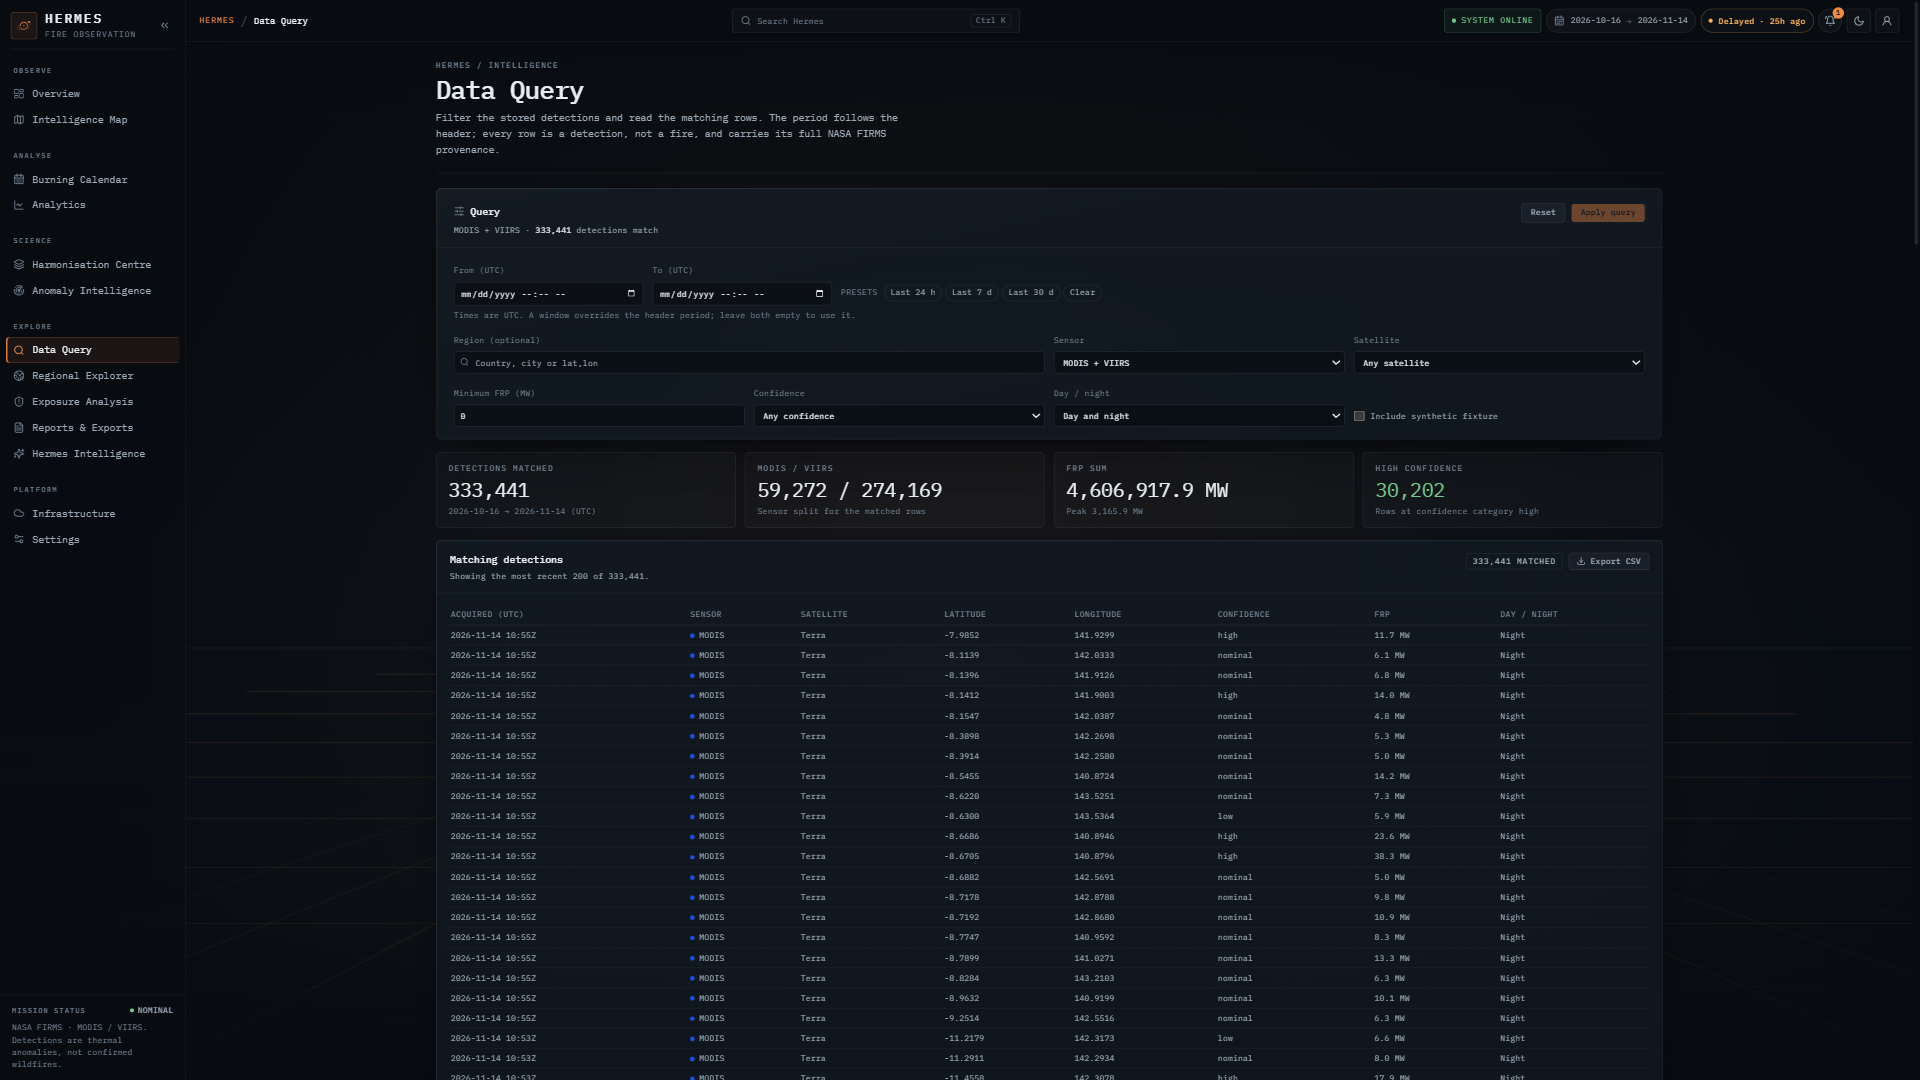 HERMES
FIRE OBSERVATION
OBSERVE
Overview
Intelligence Map
ANALYSE
Burning Calendar
Analytics
SCIENCE
Harmonisation Centre
Anomaly Intelligence
EXPLORE
Data Query
Regional Explorer
Exposure Analysis
Reports & Exports
Hermes Intelligence
PLATFORM
Infrastructure
Settings
MISSION STATUS NOMINAL
NASA FIRMS · MODIS / VIIRS.
Detections are thermal
anomalies, not confirmed
wildfires.
HERMES / Data Query
Search Hermes Ctrl K
SYSTEM ONLINE
2026-10-16 → 2026-11-14
Delayed · 25h ago
1
HERMES / INTELLIGENCE
Data Query
Filter the stored detections and read the matching rows. The period follows the
header; every row is a detection, not a fire, and carries its full NASA FIRMS
provenance.
Query
MODIS + VIIRS · 333,441 detections match
Reset Apply query
From (UTC) To (UTC)
mm/dd/yyyy --:-- -- mm/dd/yyyy --:-- -- PRESETS Last 24 h Last 7 d Last 30 d Clear
Times are UTC. A window overrides the header period; leave both empty to use it.
Region (optional) Sensor Satellite
Country, city or lat,lon MODIS + VIIRS Any satellite
Minimum FRP (MW) Confidence Day / night
0 Any confidence Day and night Include synthetic fixture
DETECTIONS MATCHED
333,441
2026-10-16 → 2026-11-14 (UTC)
MODIS / VIIRS
59,272 / 274,169
Sensor split for the matched rows
FRP SUM
4,606,917.9 MW
Peak 3,165.9 MW
HIGH CONFIDENCE
30,202
Rows at confidence category high
Matching detections
Showing the most recent 200 of 333,441.
333,441 MATCHED Export CSV
ACQUIRED (UTC) SENSOR SATELLITE LATITUDE LONGITUDE CONFIDENCE FRP DAY / NIGHT
2026-11-14 10:55Z MODIS Terra -7.9852 141.9299 high 11.7 MW Night
2026-11-14 10:55Z MODIS Terra -8.1139 142.0333 nominal 6.1 MW Night
2026-11-14 10:55Z MODIS Terra -8.1396 141.9126 nominal 6.8 MW Night
2026-11-14 10:55Z MODIS Terra -8.1412 141.9003 high 14.0 MW Night
2026-11-14 10:55Z MODIS Terra -8.1547 142.0387 nominal 4.8 MW Night
2026-11-14 10:55Z MODIS Terra -8.3898 142.2698 nominal 5.3 MW Night
2026-11-14 10:55Z MODIS Terra -8.3914 142.2580 nominal 5.0 MW Night
2026-11-14 10:55Z MODIS Terra -8.5455 140.8724 nominal 14.2 MW Night
2026-11-14 10:55Z MODIS Terra -8.6220 143.5251 nominal 7.3 MW Night
2026-11-14 10:55Z MODIS Terra -8.6300 143.5364 low 5.9 MW Night
2026-11-14 10:55Z MODIS Terra -8.6686 140.8946 high 23.6 MW Night
2026-11-14 10:55Z MODIS Terra -8.6705 140.8796 high 38.3 MW Night
2026-11-14 10:55Z MODIS Terra -8.6882 142.5691 nominal 5.0 MW Night
2026-11-14 10:55Z MODIS Terra -8.7178 142.8788 nominal 9.8 MW Night
2026-11-14 10:55Z MODIS Terra -8.7192 142.8680 nominal 10.9 MW Night
2026-11-14 10:55Z MODIS Terra -8.7747 140.9592 nominal 8.3 MW Night
2026-11-14 10:55Z MODIS Terra -8.7899 141.0271 nominal 13.3 MW Night
2026-11-14 10:55Z MODIS Terra -8.8284 143.2103 nominal 6.3 MW Night
2026-11-14 10:55Z MODIS Terra -8.9632 140.9199 nominal 10.1 MW Night
2026-11-14 10:55Z MODIS Terra -9.2514 142.5516 nominal 6.3 MW Night
2026-11-14 10:53Z MODIS Terra -11.2179 142.3173 low 6.6 MW Night
2026-11-14 10:53Z MODIS Terra -11.2911 142.2934 nominal 8.0 MW Night
2026-11-14 10:53Z MODIS Terra -11.4558 142.3078 high 17.9 MW Night